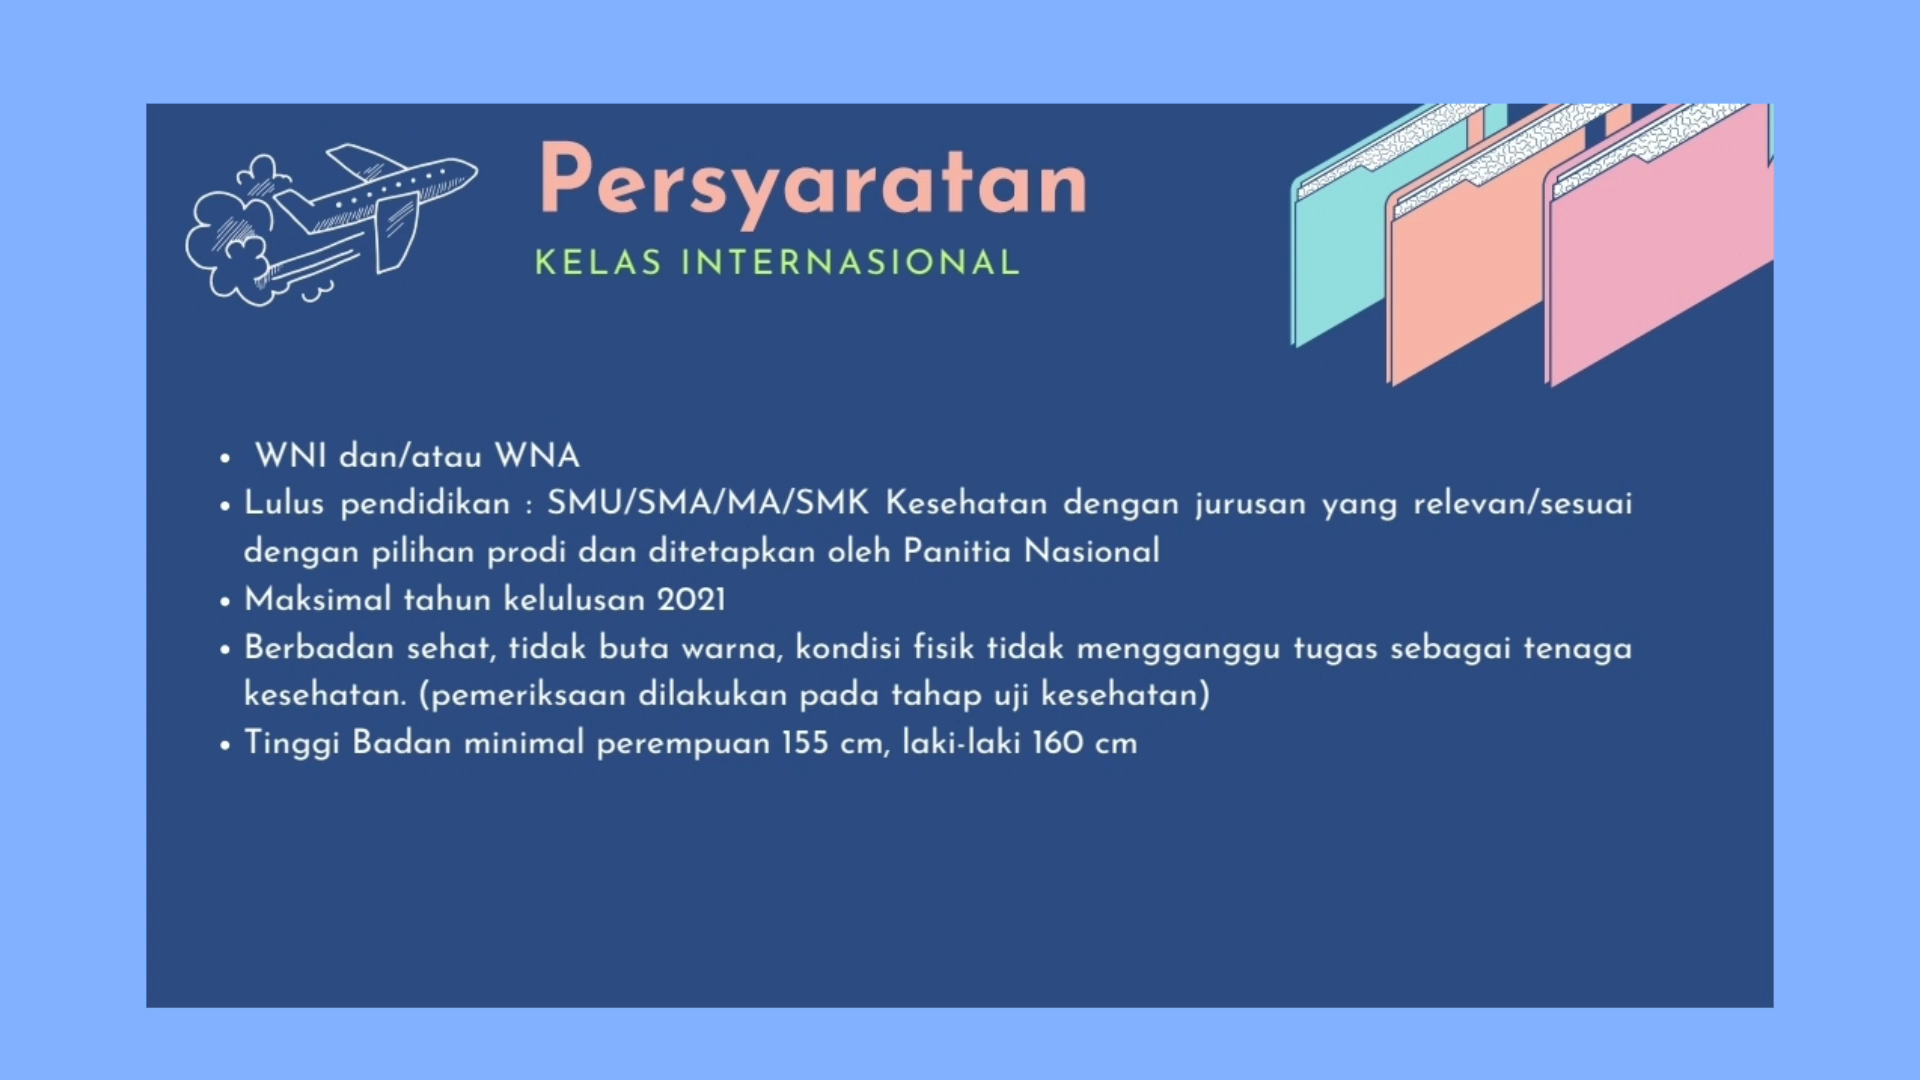 Persyaratan
KELAS INTERNASIONAL
• WNI dan/atau WNA
• Lulus pendidikan : SMU/SMA/MA/SMK Kesehatan dengan jurusan yang relevan/sesuai
dengan pilihan prodi dan ditetapkan oleh Panitia Nasional
• Maksimal tahun kelulusan 2021
• Berbadan sehat, tidak buta warna, kondisi fisik tidak mengganggu tugas sebagai tenaga
kesehatan. (pemeriksaan dilakukan pada tahap uji kesehatan)
• Tinggi Badan minimal perempuan 155 cm, laki-laki 160 cm